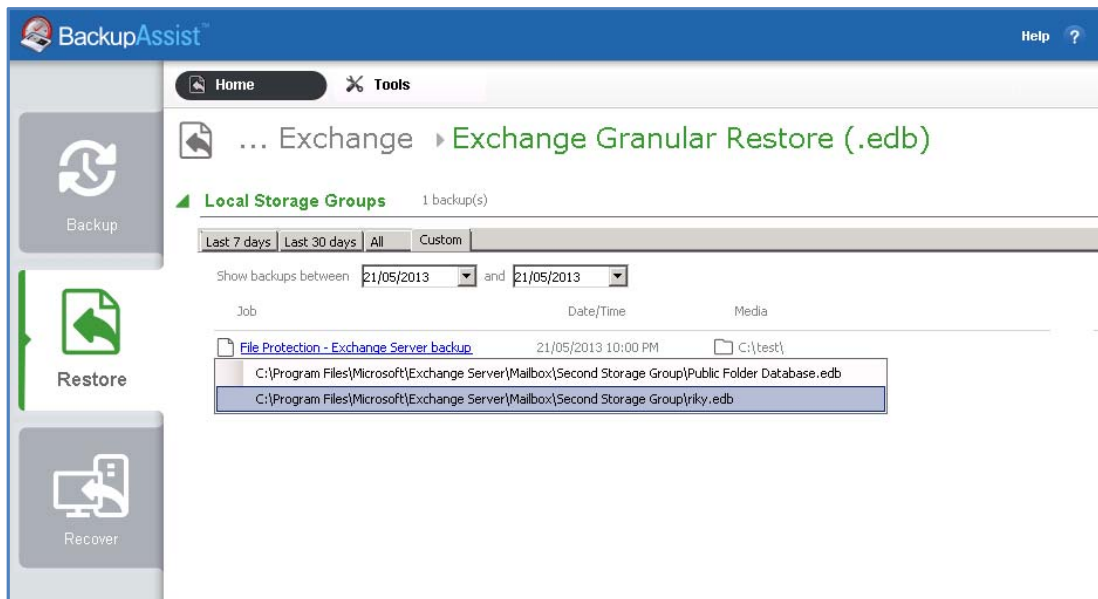 BackupAssist™
Help ?
Home Tools
... Exchange Exchange Granular Restore (.edb)
Local Storage Groups 1 backup(s)
Last 7 days Last 30 days All Custom
Show backups between 21/05/2013 and 21/05/2013
Job Date/Time Media
File Protection - Exchange Server backup 21/05/2013 10:00 PM C:\test\
C:\Program Files\Microsoft\Exchange Server\Mailbox\Second Storage Group\Public Folder Database.edb
C:\Program Files\Microsoft\Exchange Server\Mailbox\Second Storage Group\riky.edb
Backup
Restore
Recover